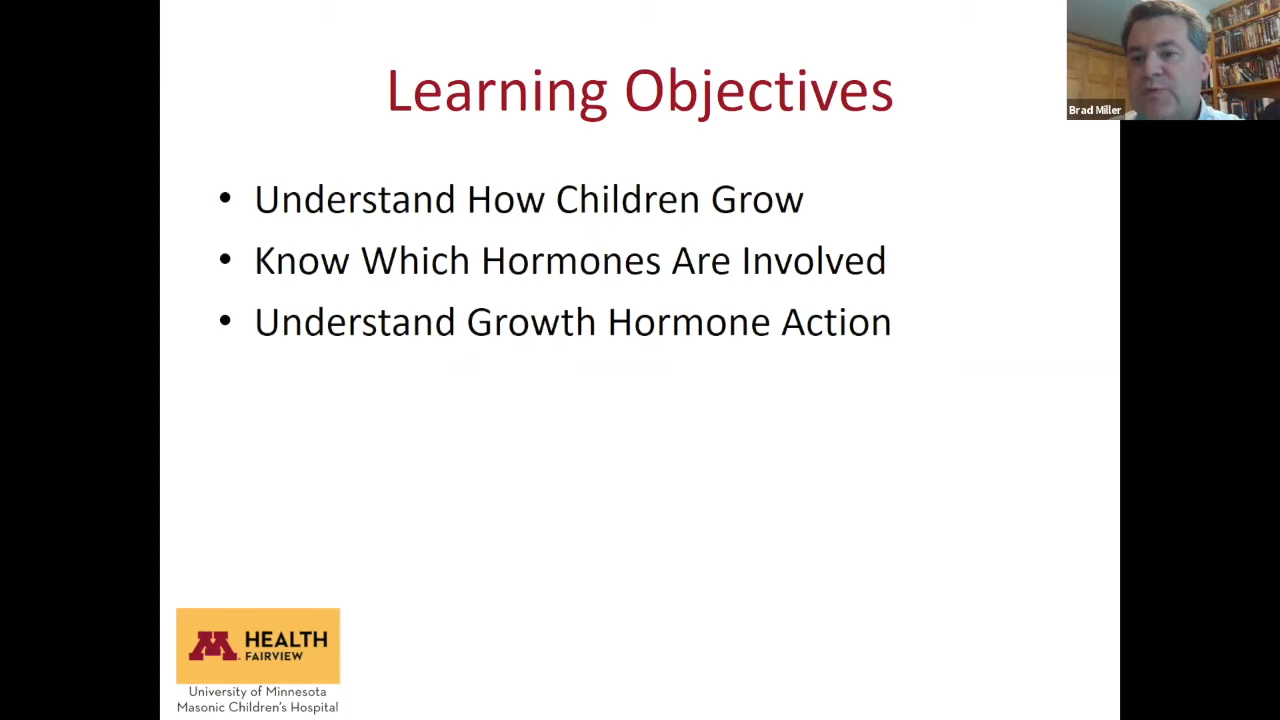 Learning Objectives
Brad Miller
• Understand How Children Grow
• Know Which Hormones Are Involved
• Understand Growth Hormone Action
M HEALTH
FAIRVIEW
University of Minnesota
Masonic Children's Hospital